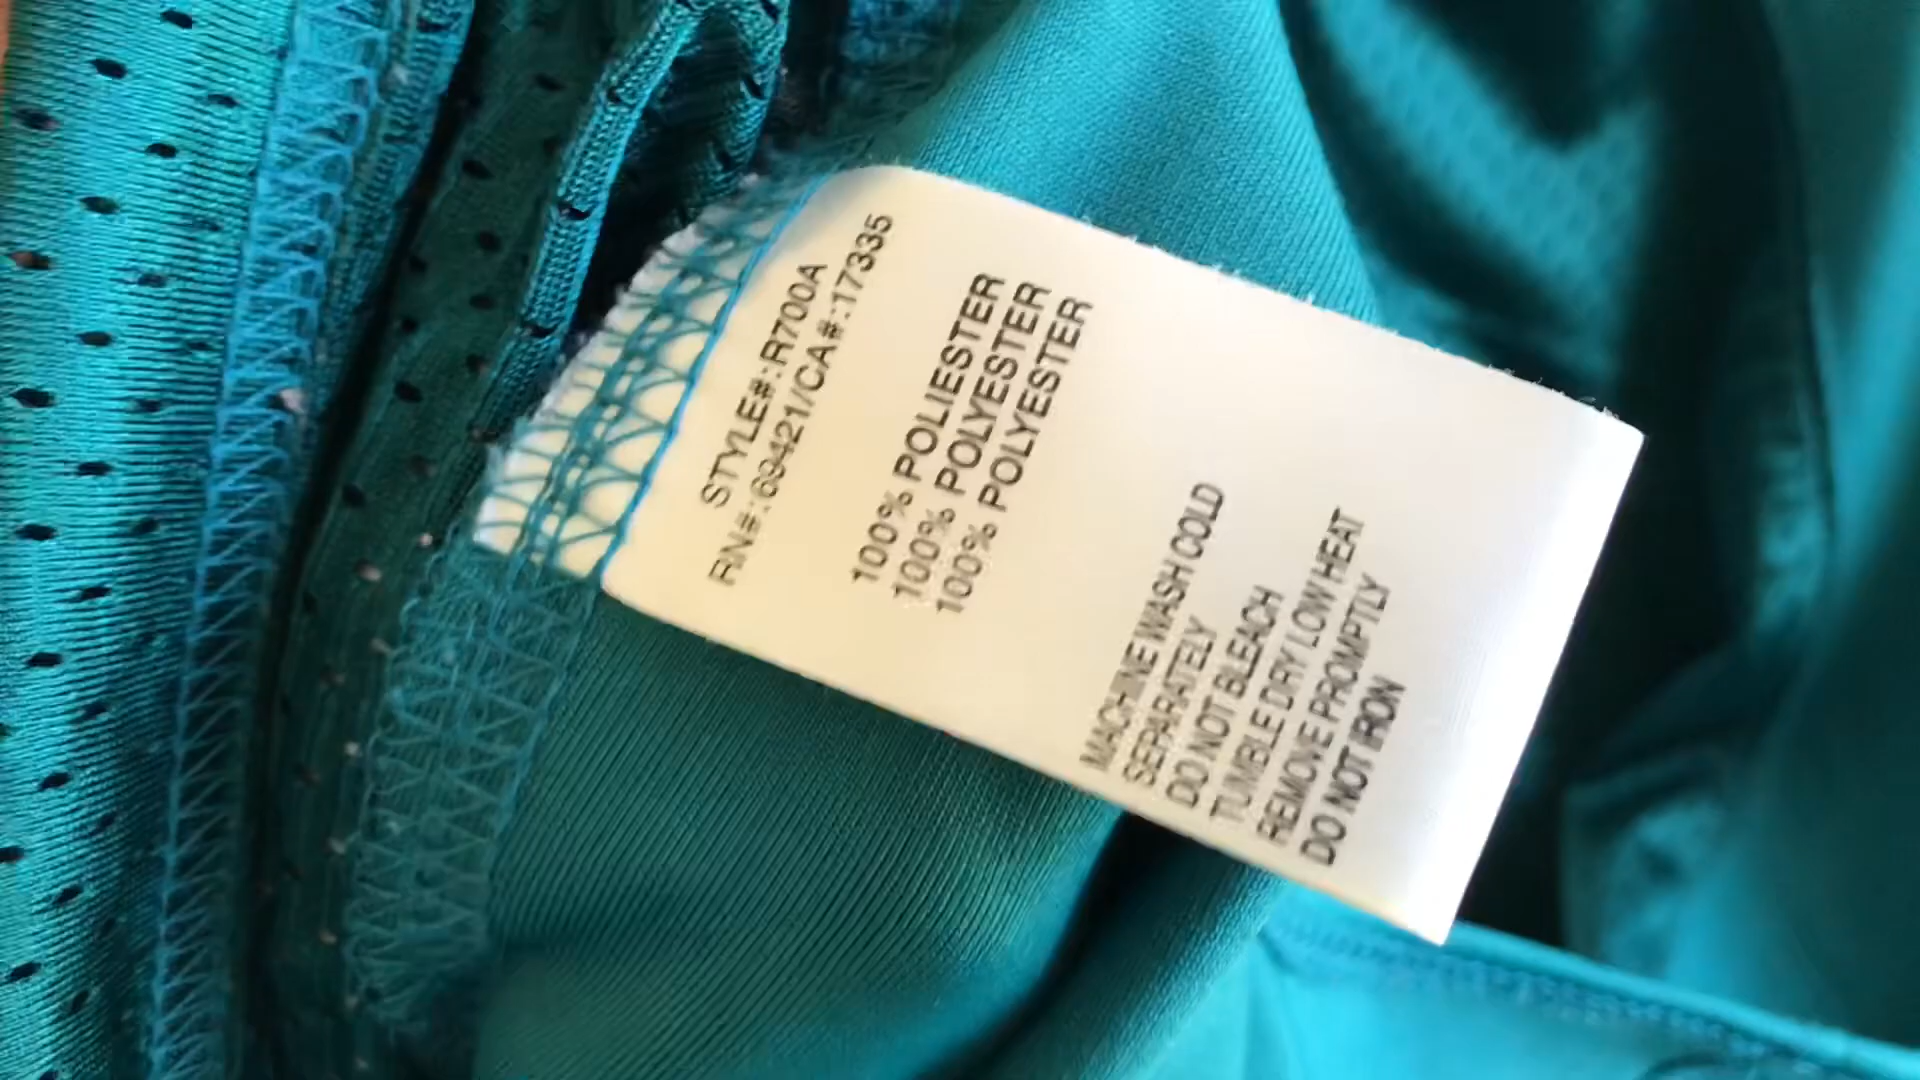 STYLE#:R700A
RN#:69421/CA#:17335
100% POLIESTER
100% POLYESTER
100% POLYESTER
MACHINE WASH COLD
SEPARATELY
DO NOT BLEACH
TUMBLE DRY LOW HEAT
REMOVE PROMPTLY
DO NOT IRON